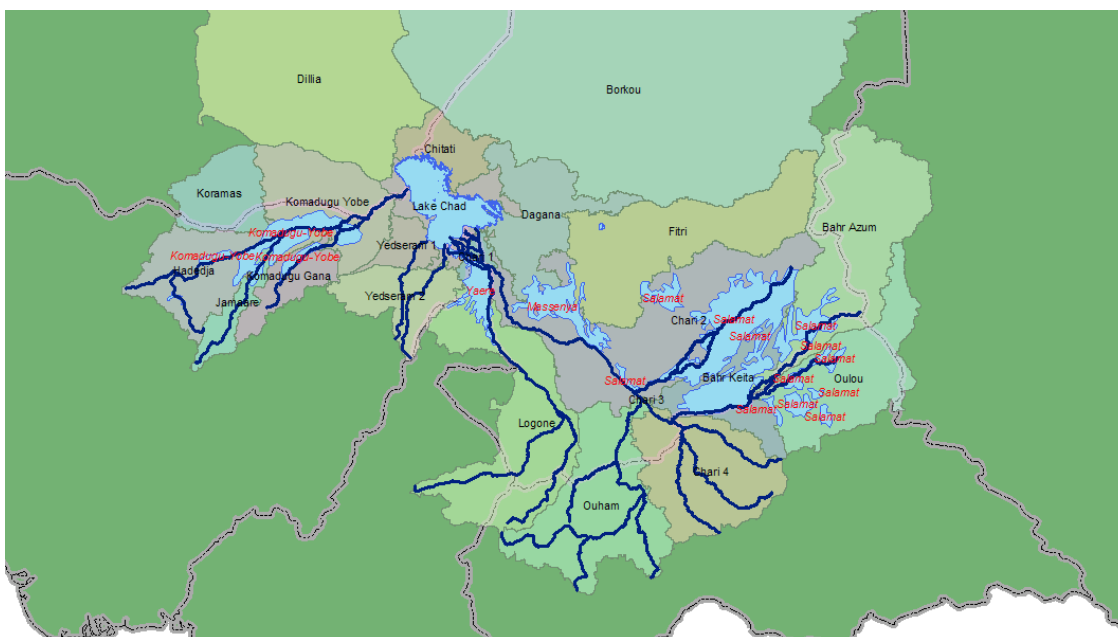 Dillia
Borkou
Chitati
Koramas
Komadugu Yobe
Lake Chad
Dagana
Bahr Azum
Fitri
Komadugu-Yobe
Yedseram 1
Komadugu-Yobe
Komadugu-Yobe
Hadedja
Komadugu Gana
Yaere
Yedseram 2
Jamaare
Massenya
Salamat
Chari 2
Salamat
Salamat
Salamat
Salamat
Salamat
Salamat
Bahr Keita
Salamat
Oulou
Salamat
Chari 3
Salamat
Salamat
Salamat
Logone
Chari 4
Ouham